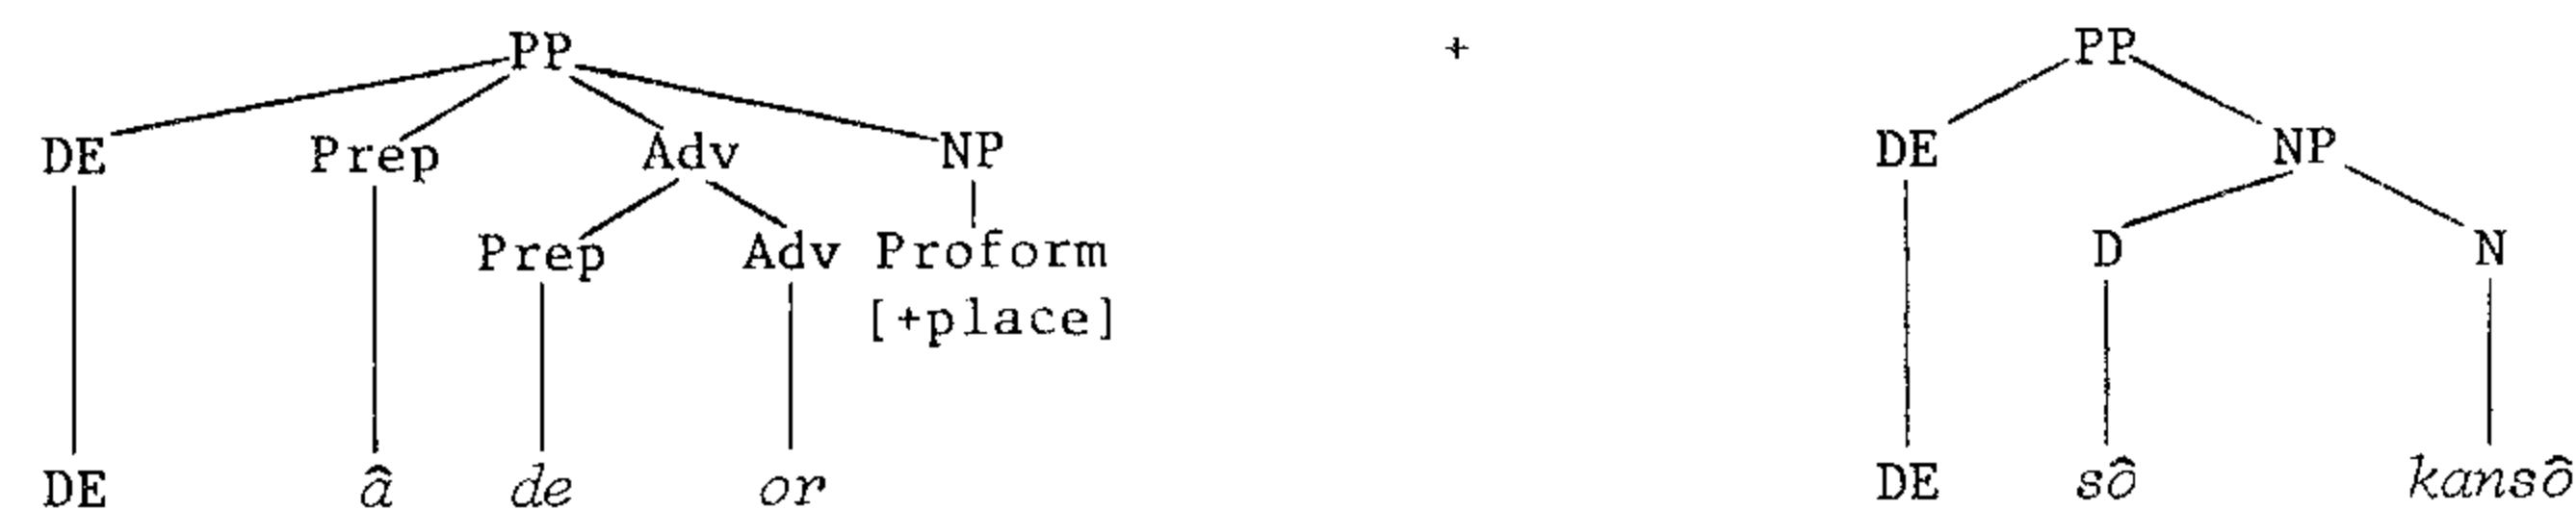 PP + PP
DE Prep Adv NP DE NP
Prep Adv Proform D N
[+place]
DE â de or DE sô kansô